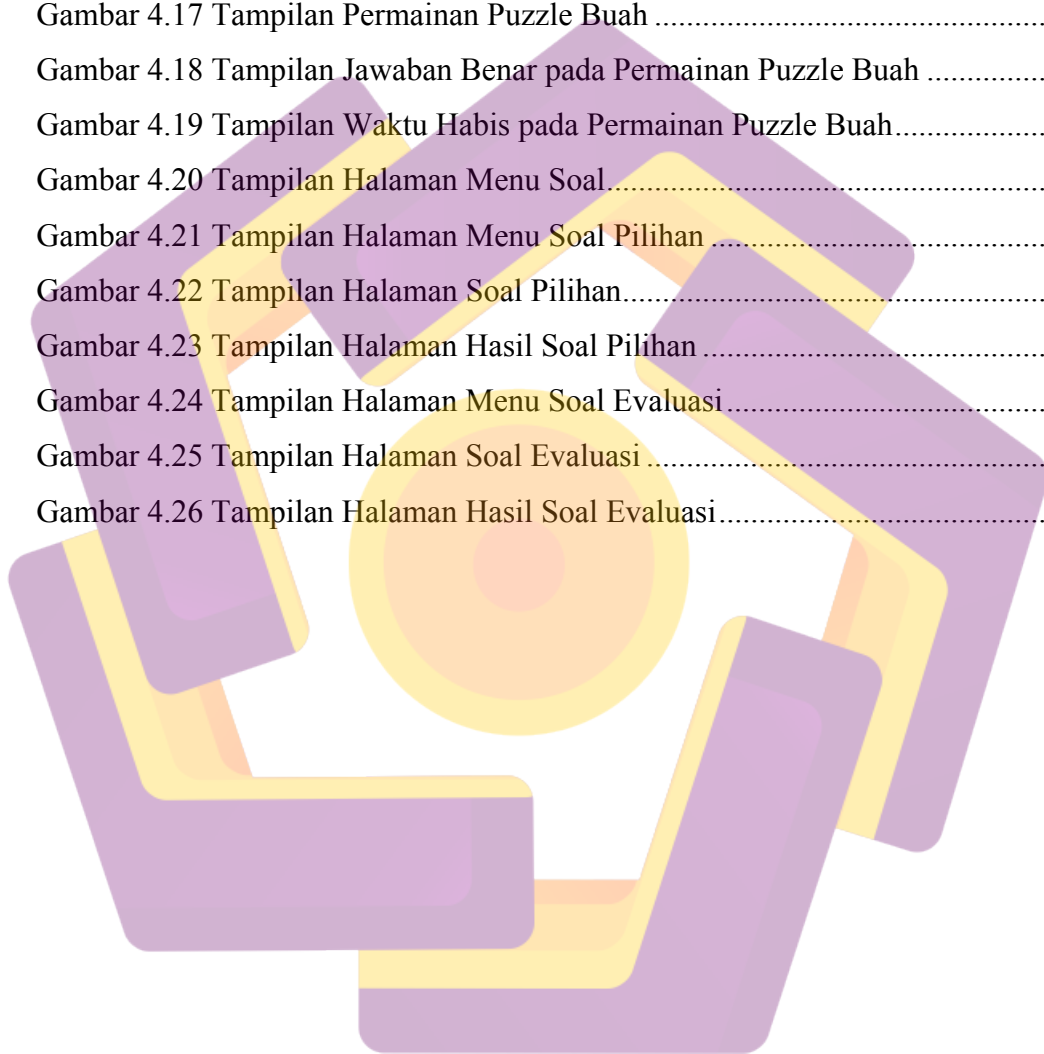 Gambar 4.17 Tampilan Permainan Puzzle Buah ..................................................
Gambar 4.18 Tampilan Jawaban Benar pada Permainan Puzzle Buah ...............
Gambar 4.19 Tampilan Waktu Habis pada Permainan Puzzle Buah...................
Gambar 4.20 Tampilan Halaman Menu Soal.......................................................
Gambar 4.21 Tampilan Halaman Menu Soal Pilihan ..........................................
Gambar 4.22 Tampilan Halaman Soal Pilihan.....................................................
Gambar 4.23 Tampilan Halaman Hasil Soal Pilihan ...........................................
Gambar 4.24 Tampilan Halaman Menu Soal Evaluasi ........................................
Gambar 4.25 Tampilan Halaman Soal Evaluasi ..................................................
Gambar 4.26 Tampilan Halaman Hasil Soal Evaluasi.........................................